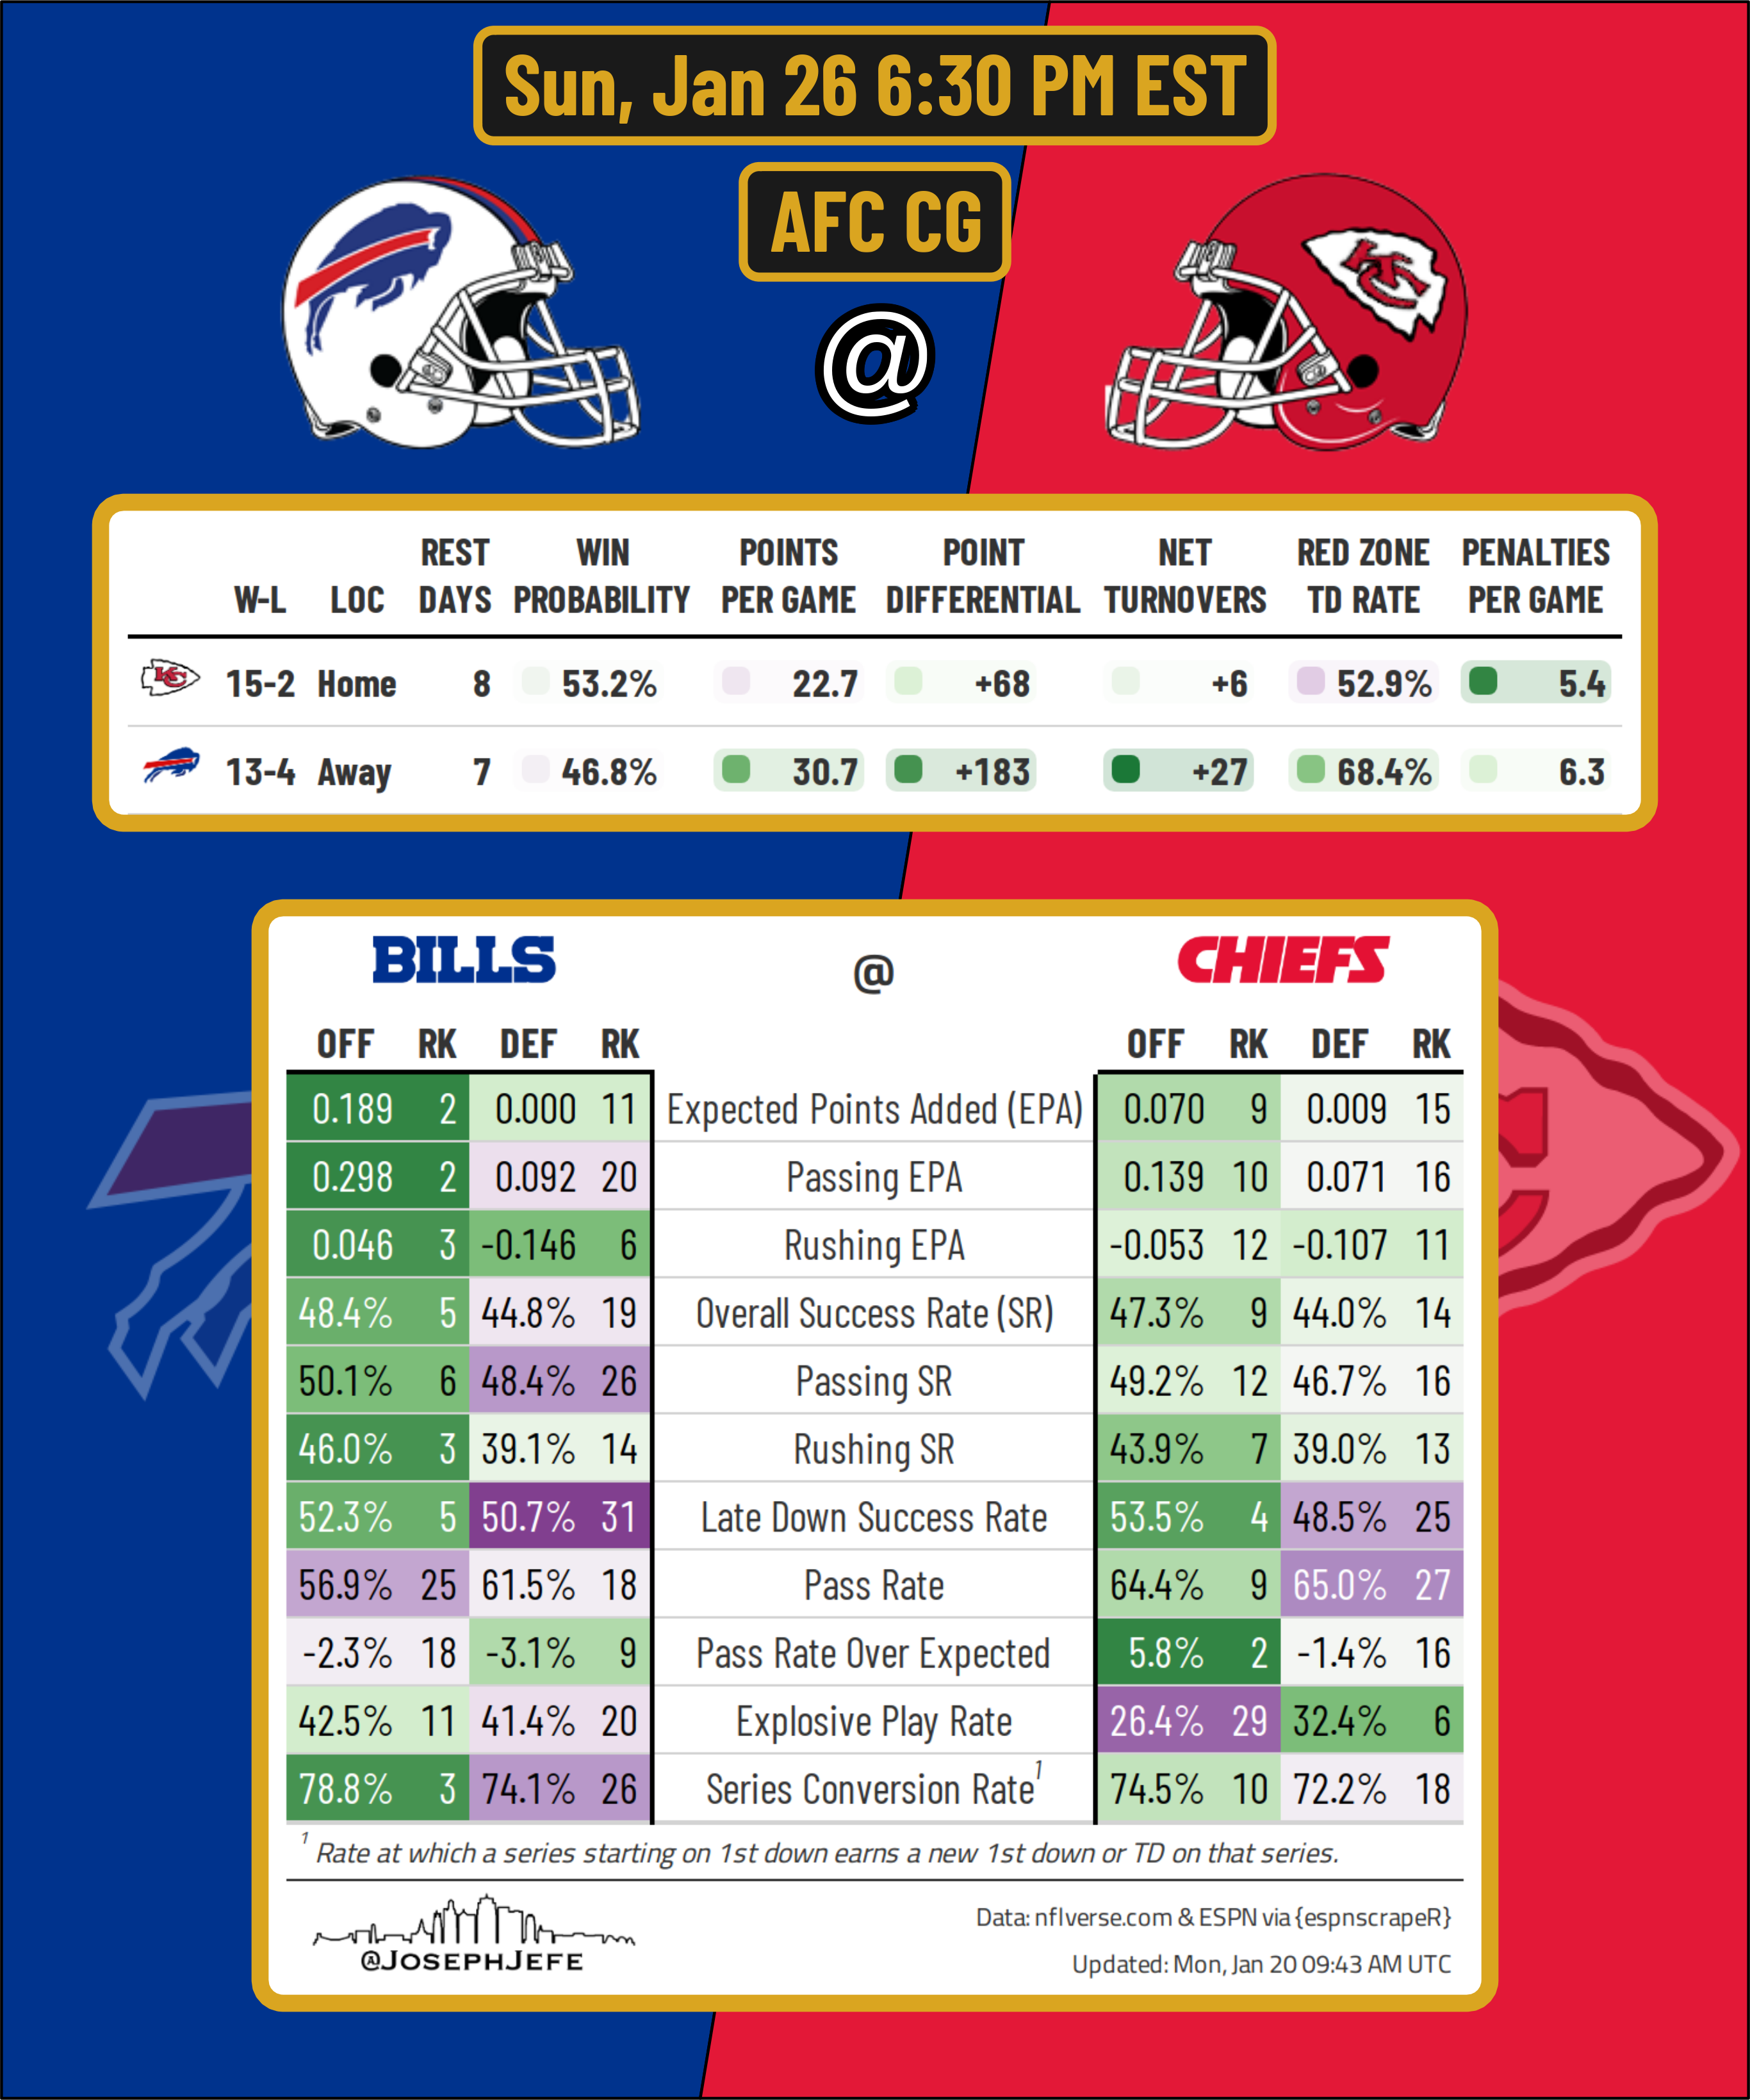 Sun, Jan 26 6:30 PM EST
AFC CG
KC
@
REST WIN POINTS POINT NET RED ZONE PENALTIES
W-L LOC DAYS PROBABILITY PER GAME DIFFERENTIAL TURNOVERS TD RATE PER GAME
KC 15-2 Home 8 53.2% 22.7 +68 +6 52.9% 5.4
13-4 Away 7 46.8% 30.7 +183 +27 68.4% 6.3
BILLS @ CHIEFS
OFF RK DEF RK OFF RK DEF RK
0.189 2 0.000 11 Expected Points Added (EPA) 0.070 9 0.009 15
0.298 2 0.092 20 Passing EPA 0.139 10 0.071 16
0.046 3 -0.146 6 Rushing EPA -0.053 12 -0.107 11
48.4% 5 44.8% 19 Overall Success Rate (SR) 47.3% 9 44.0% 14
50.1% 6 48.4% 26 Passing SR 49.2% 12 46.7% 16
46.0% 3 39.1% 14 Rushing SR 43.9% 7 39.0% 13
52.3% 5 50.7% 31 Late Down Success Rate 53.5% 4 48.5% 25
56.9% 25 61.5% 18 Pass Rate 64.4% 9 65.0% 27
-2.3% 18 -3.1% 9 Pass Rate Over Expected 5.8% 2 -1.4% 16
42.5% 11 41.4% 20 Explosive Play Rate 26.4% 29 32.4% 6
78.8% 3 74.1% 26 Series Conversion Rate¹ 74.5% 10 72.2% 18
¹ Rate at which a series starting on 1st down earns a new 1st down or TD on that series.
@JOSEPHJEFE
Data: nflverse.com & ESPN via {espnscrapeR}
Updated: Mon, Jan 20 09:43 AM UTC